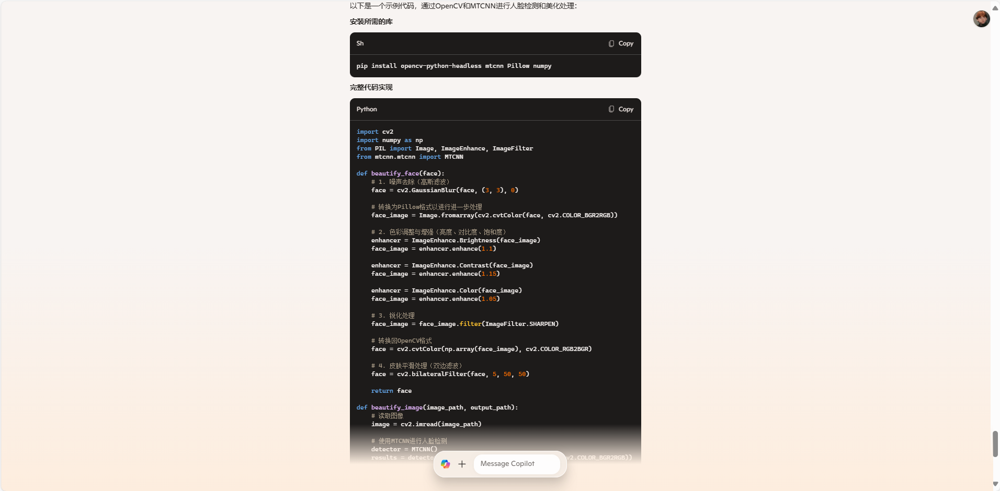 以下是一个示例代码，通过OpenCV和MTCNN进行人脸检测和美化处理：
安装所需的库
Sh
Copy
pip install opencv-python-headless mtcnn Pillow numpy
完整代码实现
Python
Copy
import cv2
import numpy as np
from PIL import Image, ImageEnhance, ImageFilter
from mtcnn.mtcnn import MTCNN
def beautify_face(face):
# 1. 噪声去除（高斯滤波）
face = cv2.GaussianBlur(face, (3, 3), 0)
# 转换为Pillow格式以进行进一步处理
face_image = Image.fromarray(cv2.cvtColor(face, cv2.COLOR_BGR2RGB))
# 2. 色彩调整与增强（亮度、对比度、饱和度）
enhancer = ImageEnhance.Brightness(face_image)
face_image = enhancer.enhance(1.1)
enhancer = ImageEnhance.Contrast(face_image)
face_image = enhancer.enhance(1.15)
enhancer = ImageEnhance.Color(face_image)
face_image = enhancer.enhance(1.05)
# 3. 锐化处理
face_image = face_image.filter(ImageFilter.SHARPEN)
# 转换回OpenCV格式
face = cv2.cvtColor(np.array(face_image), cv2.COLOR_RGB2BGR)
# 4. 皮肤平滑处理（双边滤波）
face = cv2.bilateralFilter(face, 5, 50, 50)
return face
def beautify_image(image_path, output_path):
# 读取图像
image = cv2.imread(image_path)
# 使用MTCNN进行人脸检测
detector = MTCNN()
results = detector v2.COLOR_BGR2RGB))
Message Copilot